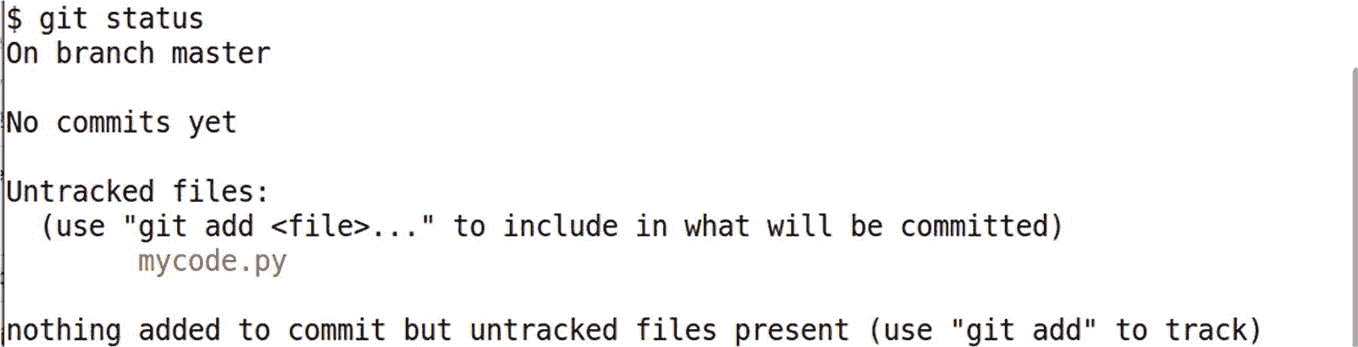 $ git status
On branch master
No commits yet
Untracked files:
(use "git add <file>..." to include in what will be committed)
mycode.py
nothing added to commit but untracked files present (use "git add" to track)